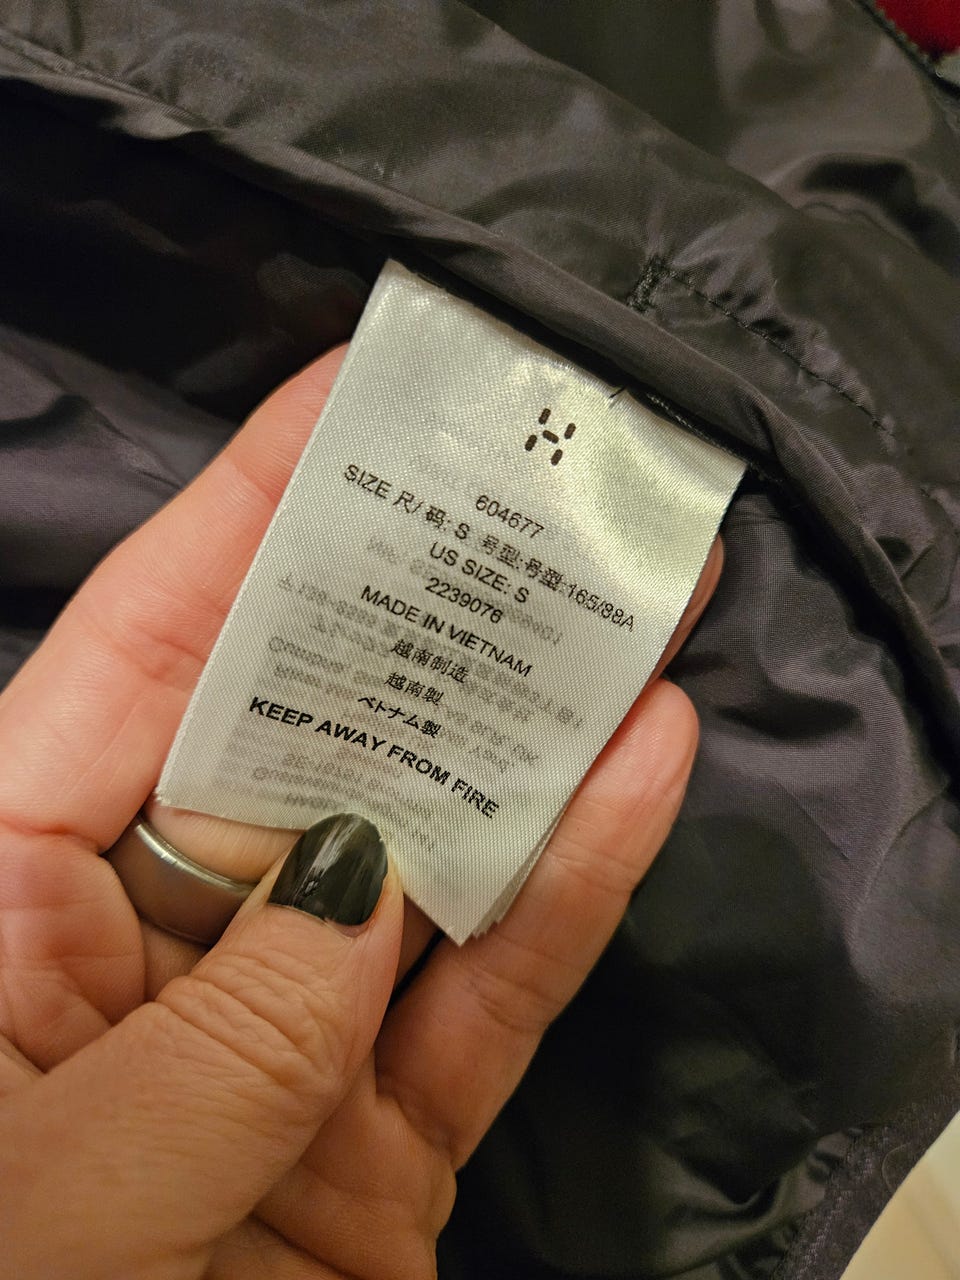 604677
SIZE 尺/ 码: S 号型:号型:165/88A
US SIZE: S
2239076
MADE IN VIETNAM
越南制造
越南製
ベトナム製
KEEP AWAY FROM FIRE